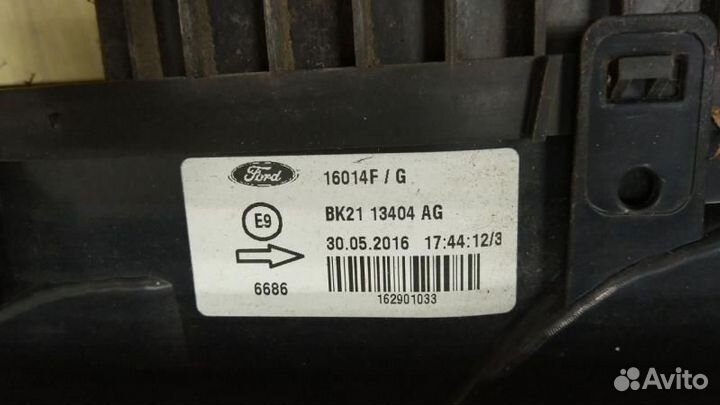 Ford
16014F / G
E9
BK21 13404 AG
30.05.2016 17:44:12/3
6686
162901033
Avito